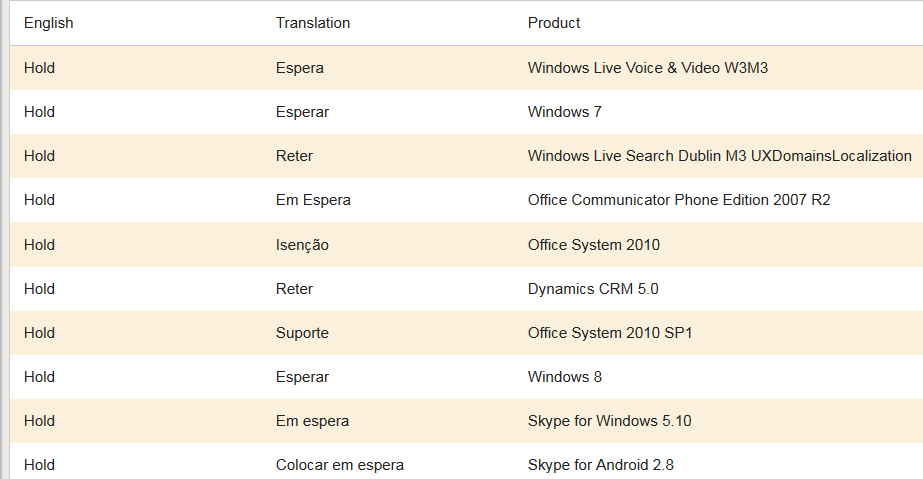 English Translation Product
Hold Espera Windows Live Voice & Video W3M3
Hold Esperar Windows 7
Hold Reter Windows Live Search Dublin M3 UXDomainsLocalization
Hold Em Espera Office Communicator Phone Edition 2007 R2
Hold Isenção Office System 2010
Hold Reter Dynamics CRM 5.0
Hold Suporte Office System 2010 SP1
Hold Esperar Windows 8
Hold Em espera Skype for Windows 5.10
Hold Colocar em espera Skype for Android 2.8